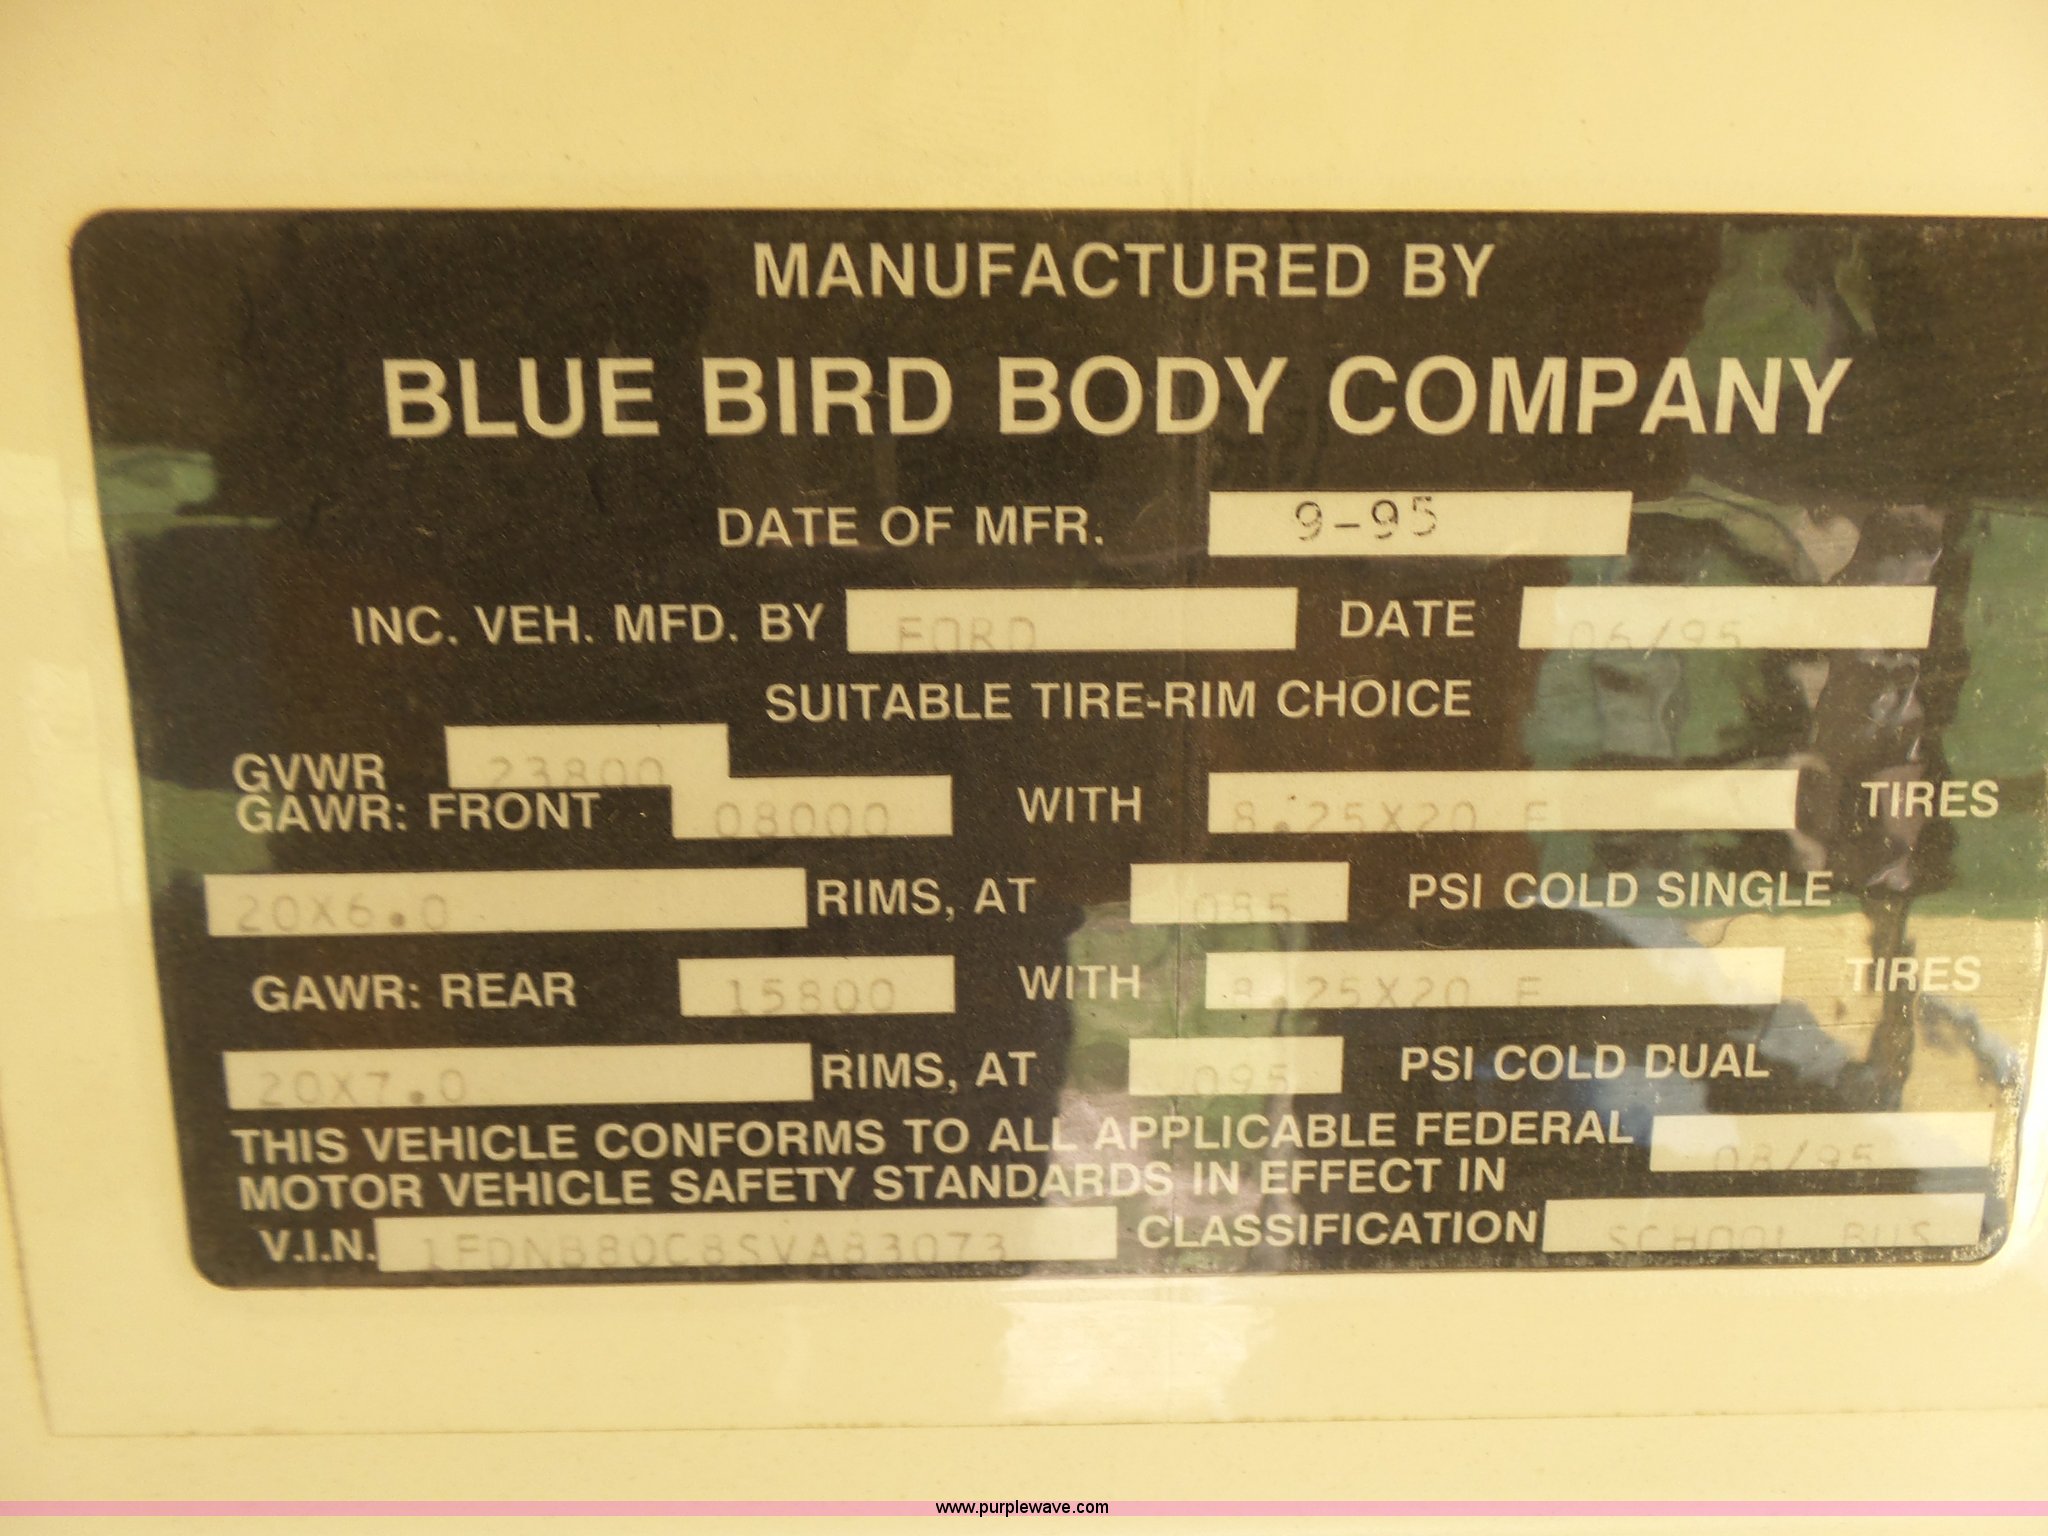 MANUFACTURED BY
BLUE BIRD BODY COMPANY
DATE OF MFR. 9-95
INC. VEH. MFD. BY FORD DATE 06/95
SUITABLE TIRE-RIM CHOICE
GVWR 23800
GAWR: FRONT 08000 WITH 8.25X20 E TIRES
20X6.0 RIMS, AT 085 PSI COLD SINGLE
GAWR: REAR 15800 WITH 8.25X20 E TIRES
20X7.0 RIMS, AT 095 PSI COLD DUAL
THIS VEHICLE CONFORMS TO ALL APPLICABLE FEDERAL
MOTOR VEHICLE SAFETY STANDARDS IN EFFECT IN 08/95
V.I.N. 1FDNB80C8SVA83073 CLASSIFICATION SCHOOL BUS
www.purplewave.com